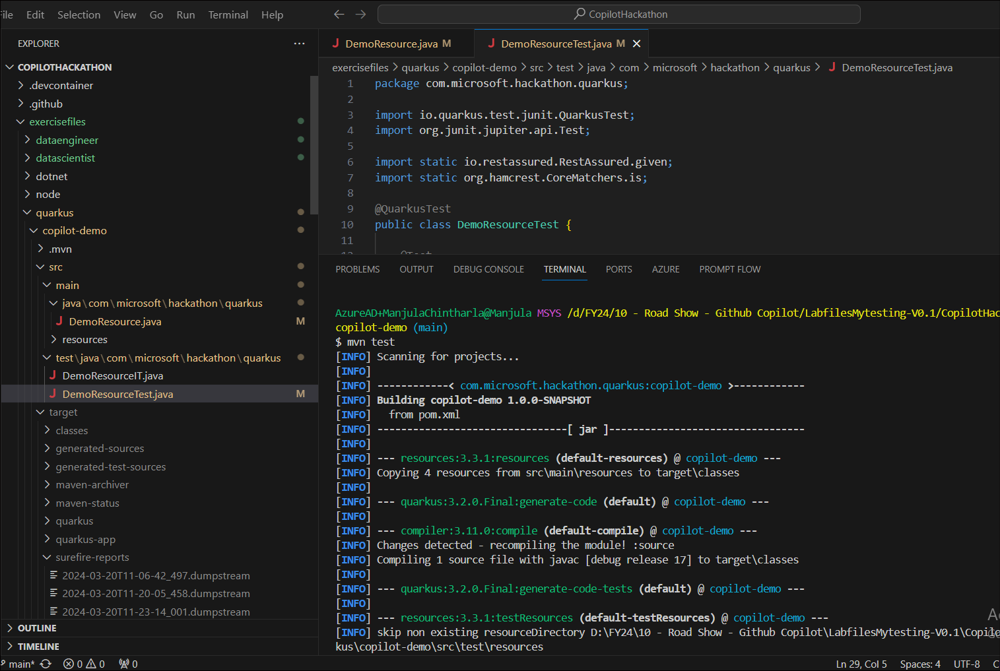 ile Edit Selection View Go Run Terminal Help
CopilotHackathon
EXPLORER
COPILOTHACKATHON
.devcontainer
.github
exercisefiles
dataengineer
datascientist
dotnet
node
quarkus
copilot-demo
.mvn
src
main
java\com\microsoft\hackathon\quarkus
DemoResource.java M
resources
test\java\com\microsoft\hackathon\quarkus
DemoResourceIT.java
DemoResourceTest.java M
target
classes
generated-sources
generated-test-sources
maven-archiver
maven-status
quarkus
quarkus-app
surefire-reports
2024-03-20T11-06-42_497.dumpstream
2024-03-20T11-20-05_458.dumpstream
2024-03-20T11-23-14_001.dumpstream
OUTLINE
TIMELINE
DemoResource.java M
DemoResourceTest.java M
exercisefiles > quarkus > copilot-demo > src > test > java > com > microsoft > hackathon > quarkus > DemoResourceTest.java
1 package com.microsoft.hackathon.quarkus;
2
3 import io.quarkus.test.junit.QuarkusTest;
4 import org.junit.jupiter.api.Test;
5
6 import static io.restassured.RestAssured.given;
7 import static org.hamcrest.CoreMatchers.is;
8
9 @QuarkusTest
10 public class DemoResourceTest {
11
12 @Test
PROBLEMS OUTPUT DEBUG CONSOLE TERMINAL PORTS AZURE PROMPT FLOW
AzureAD+ManjulaChintharla@Manjula MSYS /d/FY24/10 - Road Show - Github Copilot/LabfilesMytesting-V0.1/CopilotHac
copilot-demo (main)
$ mvn test
[INFO] Scanning for projects...
[INFO]
[INFO] ------------< com.microsoft.hackathon.quarkus:copilot-demo >------------
[INFO] Building copilot-demo 1.0.0-SNAPSHOT
[INFO]   from pom.xml
[INFO] --------------------------------[ jar ]---------------------------------
[INFO]
[INFO] --- resources:3.3.1:resources (default-resources) @ copilot-demo ---
[INFO] Copying 4 resources from src\main\resources to target\classes
[INFO]
[INFO] --- quarkus:3.2.0.Final:generate-code (default) @ copilot-demo ---
[INFO]
[INFO] --- compiler:3.11.0:compile (default-compile) @ copilot-demo ---
[INFO] Changes detected - recompiling the module! :source
[INFO] Compiling 1 source file with javac [debug release 17] to target\classes
[INFO]
[INFO] --- quarkus:3.2.0.Final:generate-code-tests (default) @ copilot-demo ---
[INFO]
[INFO] --- resources:3.3.1:testResources (default-testResources) @ copilot-demo ---
[INFO] skip non existing resourceDirectory D:\FY24\10 - Road Show - Github Copilot\LabfilesMytesting-V0.1\Copilo
kus\copilot-demo\src\test\resources
main* 0 0 0
Ln 29, Col 5 Spaces: 4 UTF-8 C